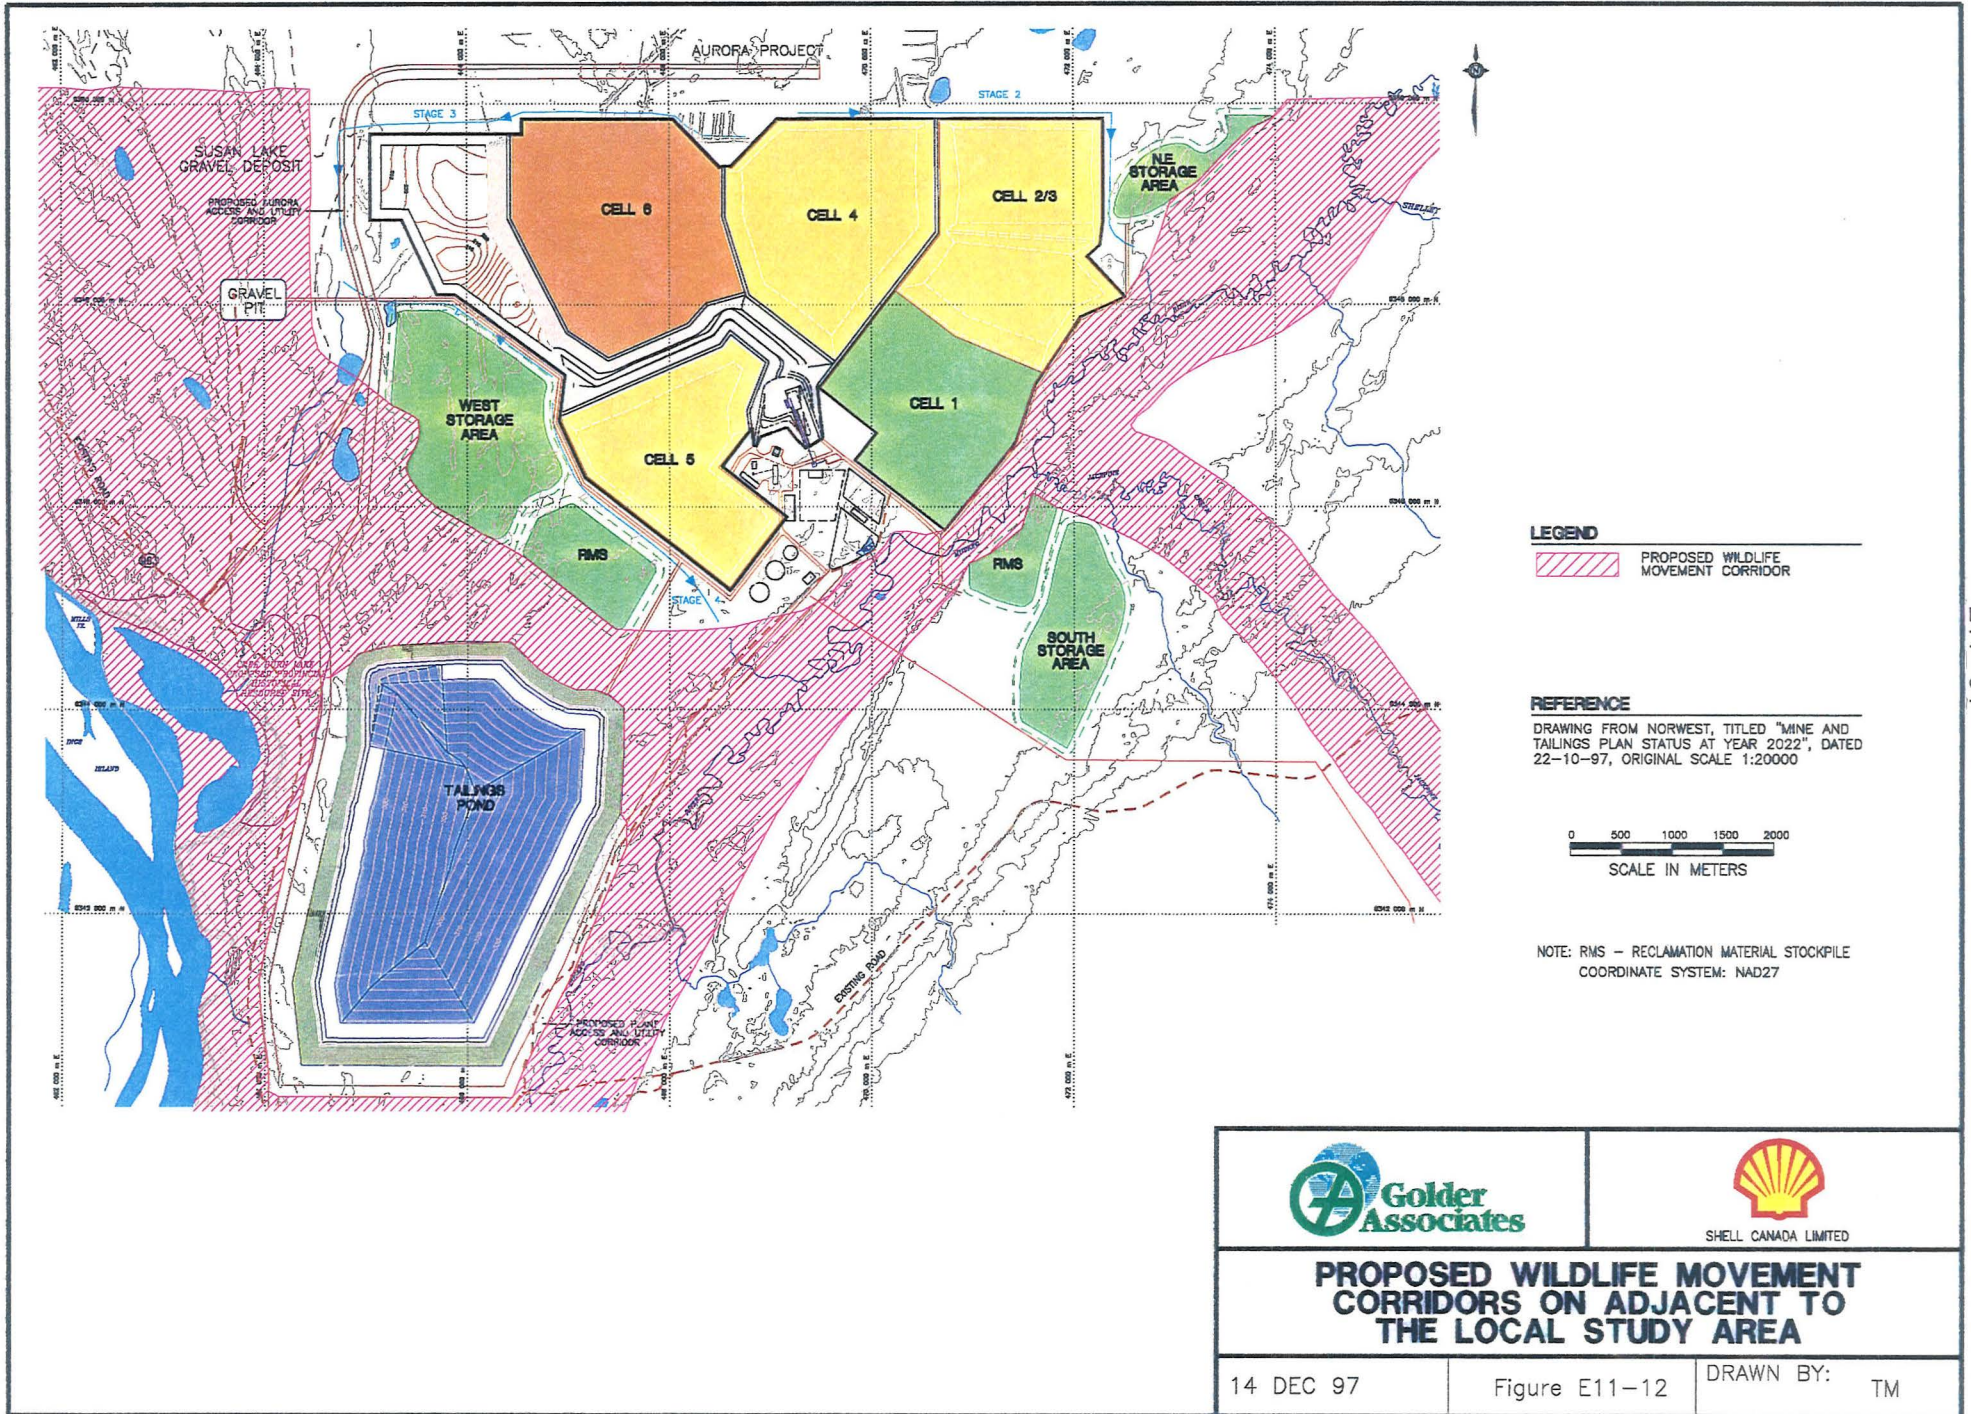 AURORA PROJECT
STAGE 3
STAGE 2
SUSAN LAKE
GRAVEL DEPOSIT
PROPOSED AURORA
ACCESS AND UTILITY
CORRIDOR
GRAVEL
PIT
CELL 6
CELL 4
CELL 2/3
N.E.
STORAGE
AREA
SHELLEY
WEST
STORAGE
AREA
CELL 5
CELL 1
RMS
STAGE 4
RMS
SOUTH
STORAGE
AREA
EXISTING ROAD
ISLAND
TAILINGS
POND
EXISTING ROAD
PROPOSED PLANT
ACCESS AND UTILITY
CORRIDOR
N
LEGEND
PROPOSED WILDLIFE
MOVEMENT CORRIDOR
REFERENCE
DRAWING FROM NORWEST, TITLED "MINE AND
TAILINGS PLAN STATUS AT YEAR 2022", DATED
22-10-97, ORIGINAL SCALE 1:20000
0 500 1000 1500 2000
SCALE IN METERS
NOTE: RMS - RECLAMATION MATERIAL STOCKPILE
COORDINATE SYSTEM: NAD27
Golder
Associates
SHELL CANADA LIMITED
PROPOSED WILDLIFE MOVEMENT
CORRIDORS ON ADJACENT TO
THE LOCAL STUDY AREA
14 DEC 97
Figure E11-12
DRAWN BY: TM